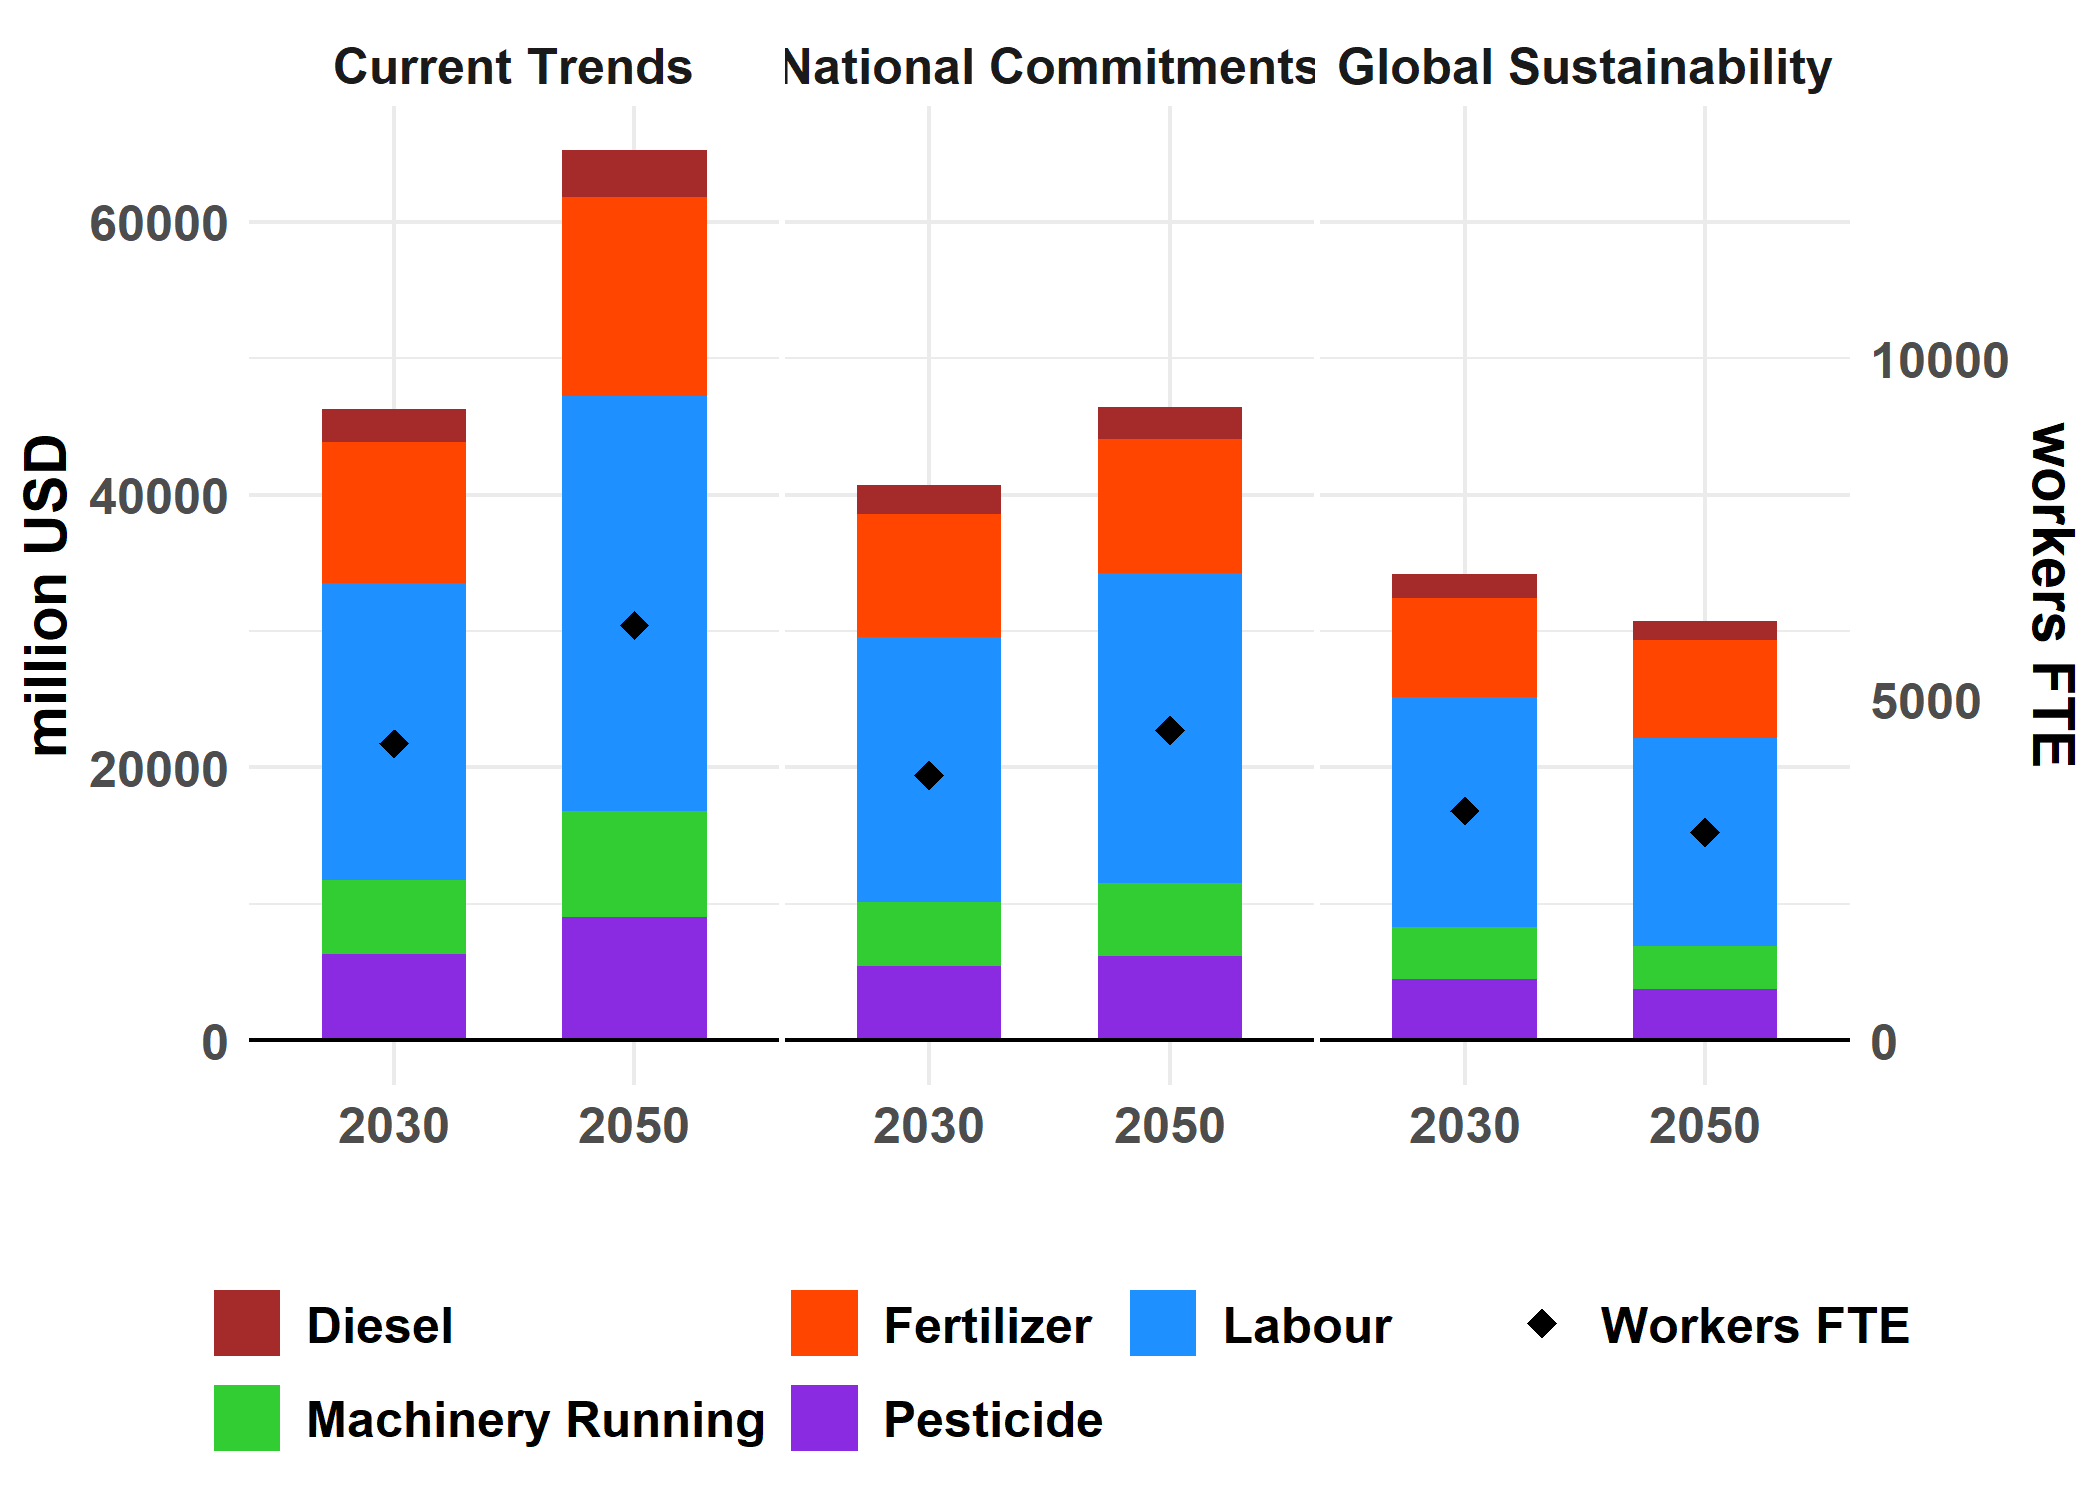 Current Trends National Commitments Global Sustainability
60000
10000
40000
5000
20000
0 0
million USD
workers FTE
2030 2050 2030 2050 2030 2050
Diesel Fertilizer Labour Workers FTE
Machinery Running Pesticide